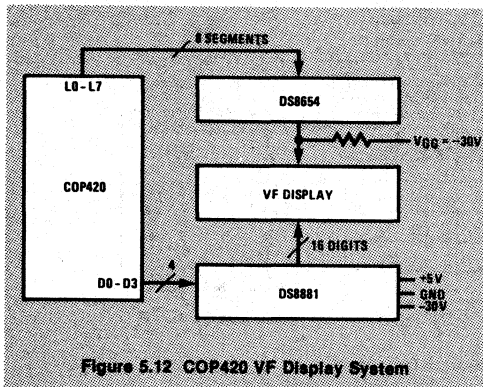 8 SEGMENTS
L0 - L7
DS8654
VGG = -30V
COP420
VF DISPLAY
16 DIGITS
4
D0 - D3
DS8881
+5V
GND
-30V
Figure 5.12 COP420 VF Display System